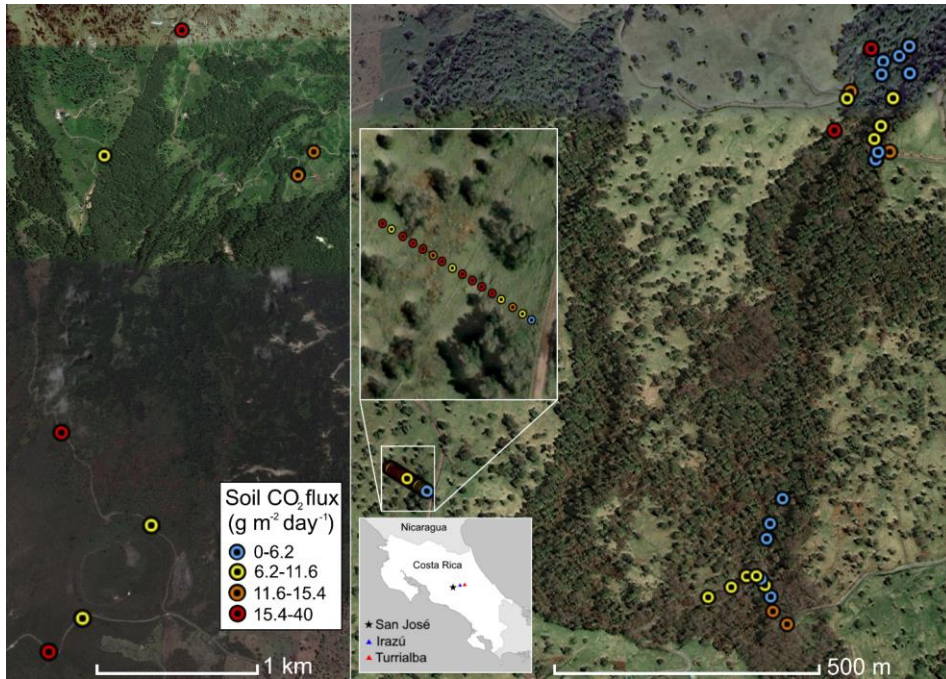 Soil CO₂ flux
(g m⁻² day⁻¹)
0-6.2
6.2-11.6
11.6-15.4
15.4-40
1 km
Nicaragua
Costa Rica
San José
Irazú
Turrialba
500 m